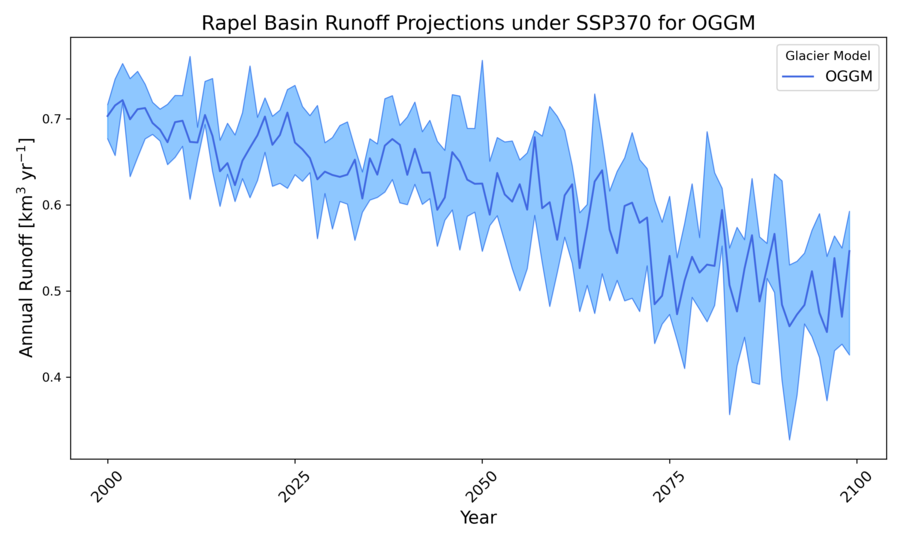 Rapel Basin Runoff Projections under SSP370 for OGGM
Glacier Model
OGGM
Annual Runoff [km³ yr⁻¹]
0.7
0.6
0.5
0.4
2000
2025
2050
2075
2100
Year